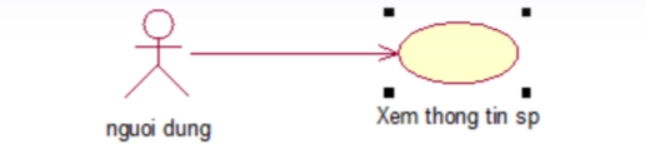 nguoi dung
Xem thong tin sp